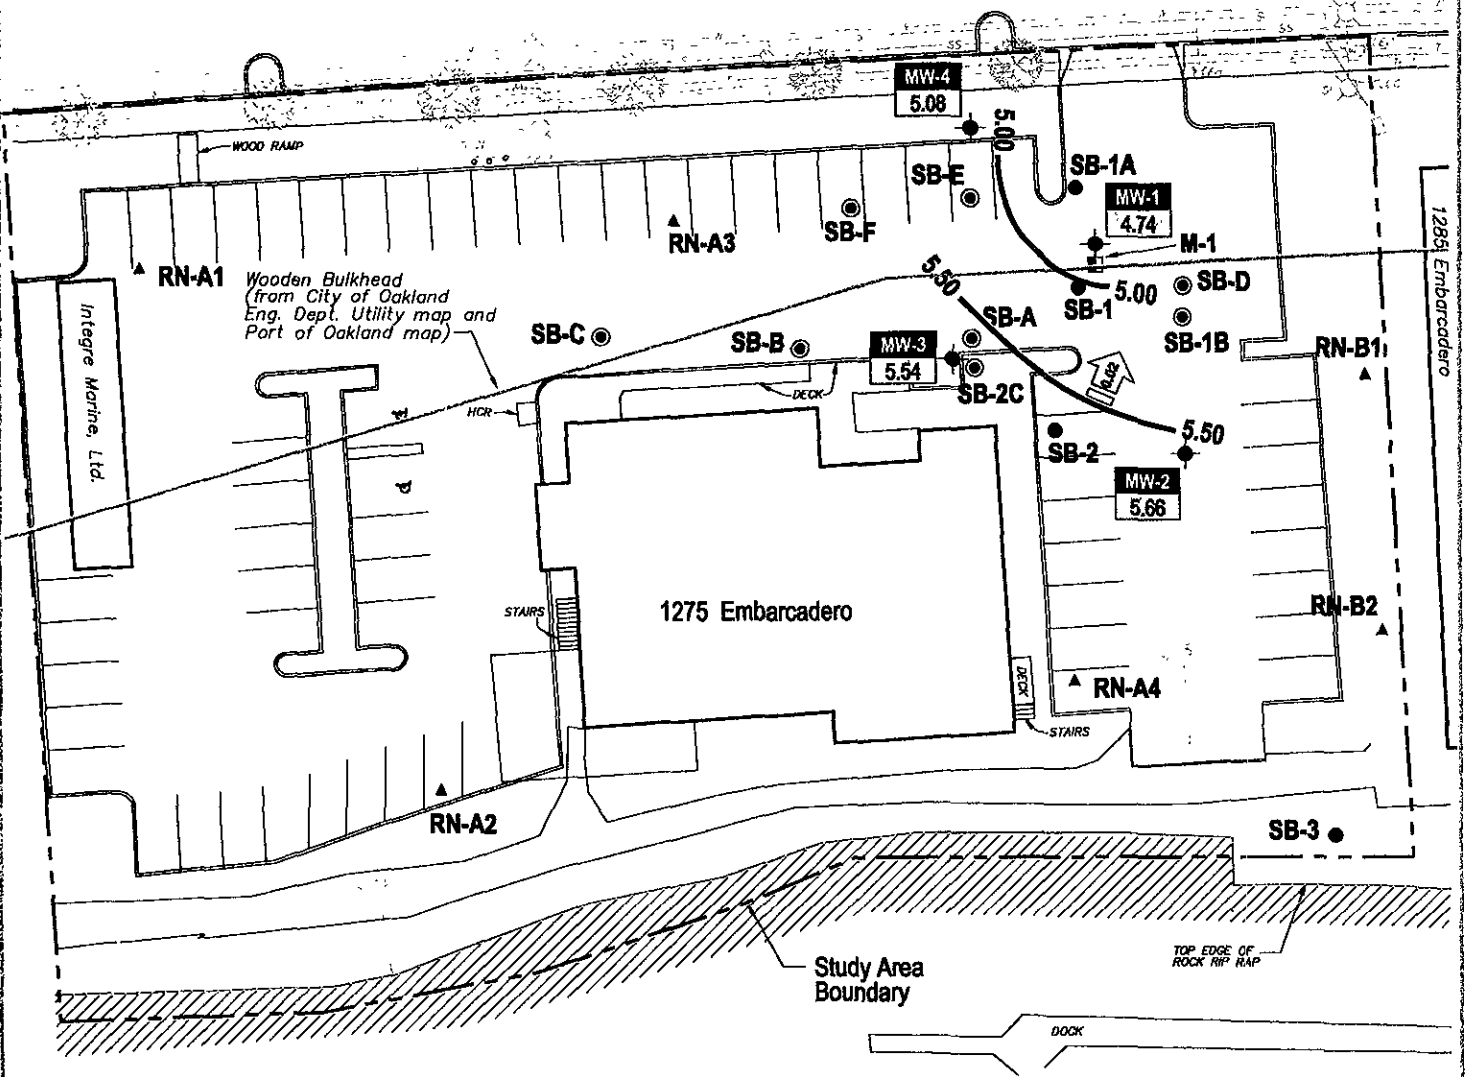 SS
SS
MW-4
5.08
5.00
WOOD RAMP
SB-1A
SB-E
MW-1
4.74
SB-F
RN-A3
M-1
1285 Embarcadero
RN-A1
Wooden Bulkhead
(from City of Oakland
Eng. Dept. Utility map and
Port of Oakland map)
5.50
5.00
SB-D
SB-1
Integre Marine, Ltd.
SB-C
SB-B
SB-A
MW-3
5.54
SB-1B
RN-B1
0.02
SB-2C
DECK
HCR
5.50
SB-2
MW-2
5.66
STAIRS
1275 Embarcadero
RN-B2
DECK
RN-A4
STAIRS
RN-A2
SB-3
TOP EDGE OF
ROCK RIP RAP
Study Area
Boundary
DOCK